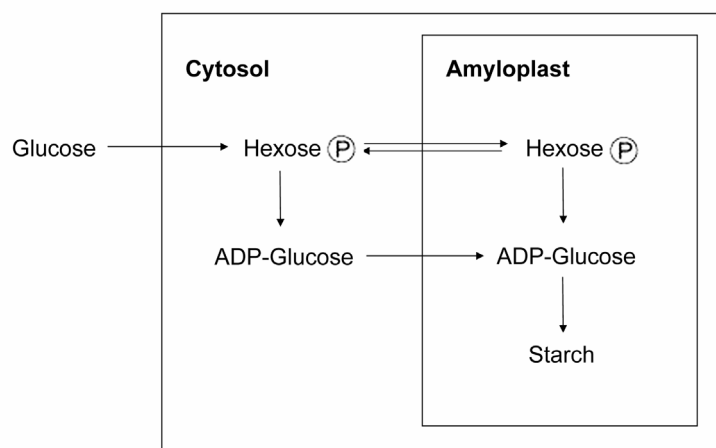 Cytosol Amyloplast
Glucose Hexose P Hexose P
ADP-Glucose ADP-Glucose
Starch